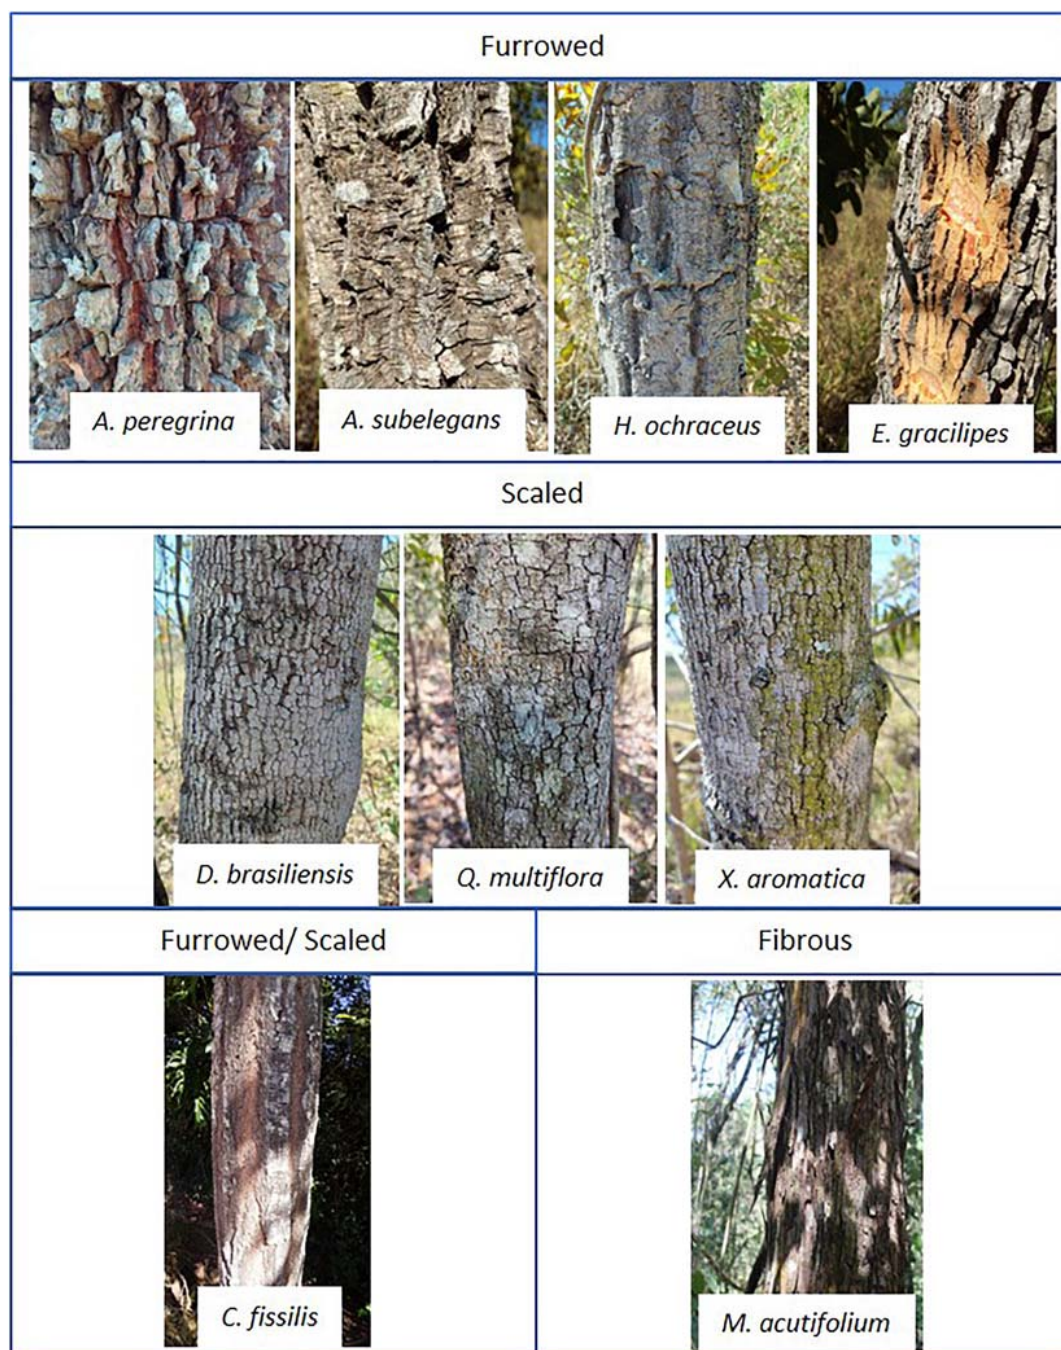 Furrowed
A. peregrina
A. subelegans
H. ochraceus
E. gracilipes
Scaled
D. brasiliensis
Q. multiflora
X. aromatica
Furrowed/ Scaled
Fibrous
C. fissilis
M. acutifolium